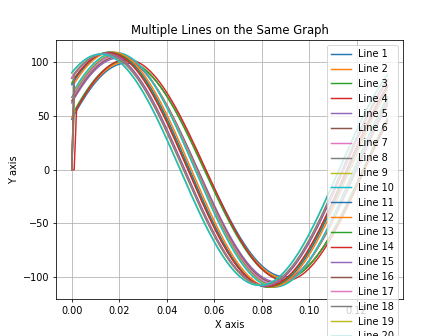 Multiple Lines on the Same Graph
Y axis
100
50
0
−50
−100
0.00
0.02
0.04
0.06
0.08
0.10
X axis
Line 1
Line 2
Line 3
Line 4
Line 5
Line 6
Line 7
Line 8
Line 9
Line 10
Line 11
Line 12
Line 13
Line 14
Line 15
Line 16
Line 17
Line 18
Line 19
Line 20